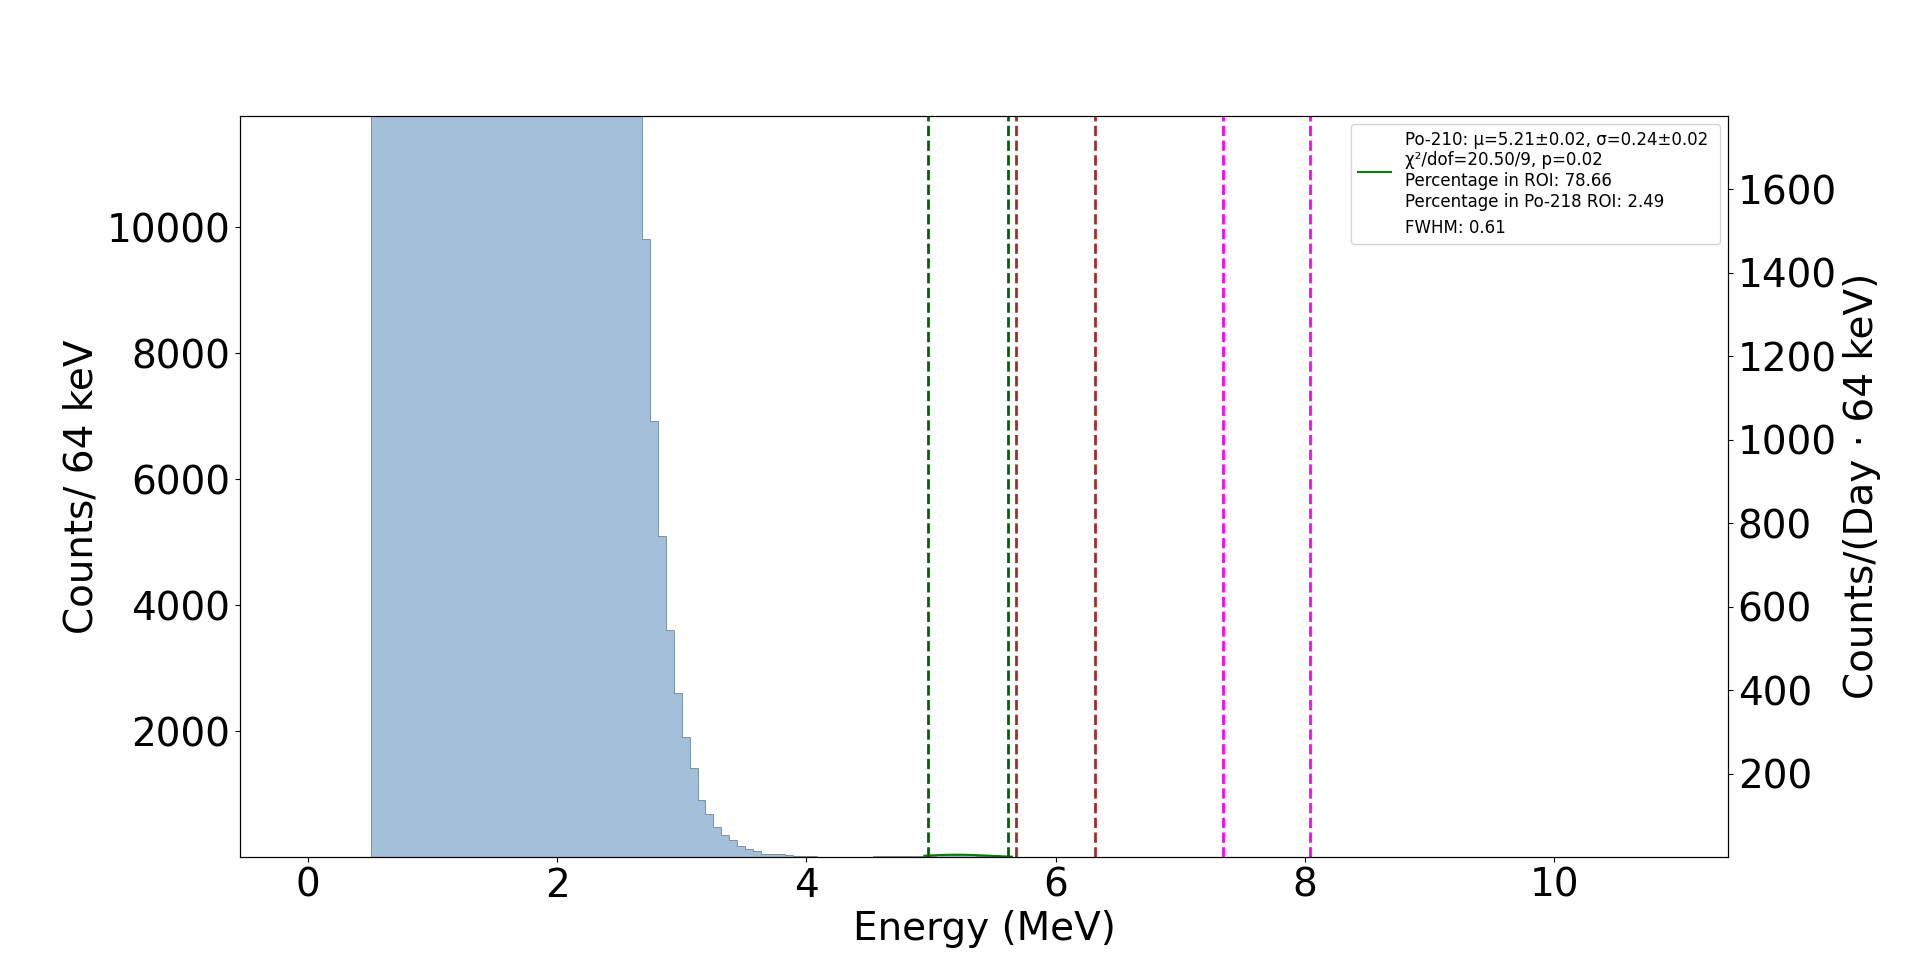 Po-210: μ=5.21±0.02, σ=0.24±0.02
χ²/dof=20.50/9, p=0.02
Percentage in ROI: 78.66
Percentage in Po-218 ROI: 2.49
FWHM: 0.61
10000
8000
6000
4000
2000
Counts/ 64 keV
1600
1400
1200
1000
800
600
400
200
Counts/(Day · 64 keV)
0 2 4 6 8 10
Energy (MeV)